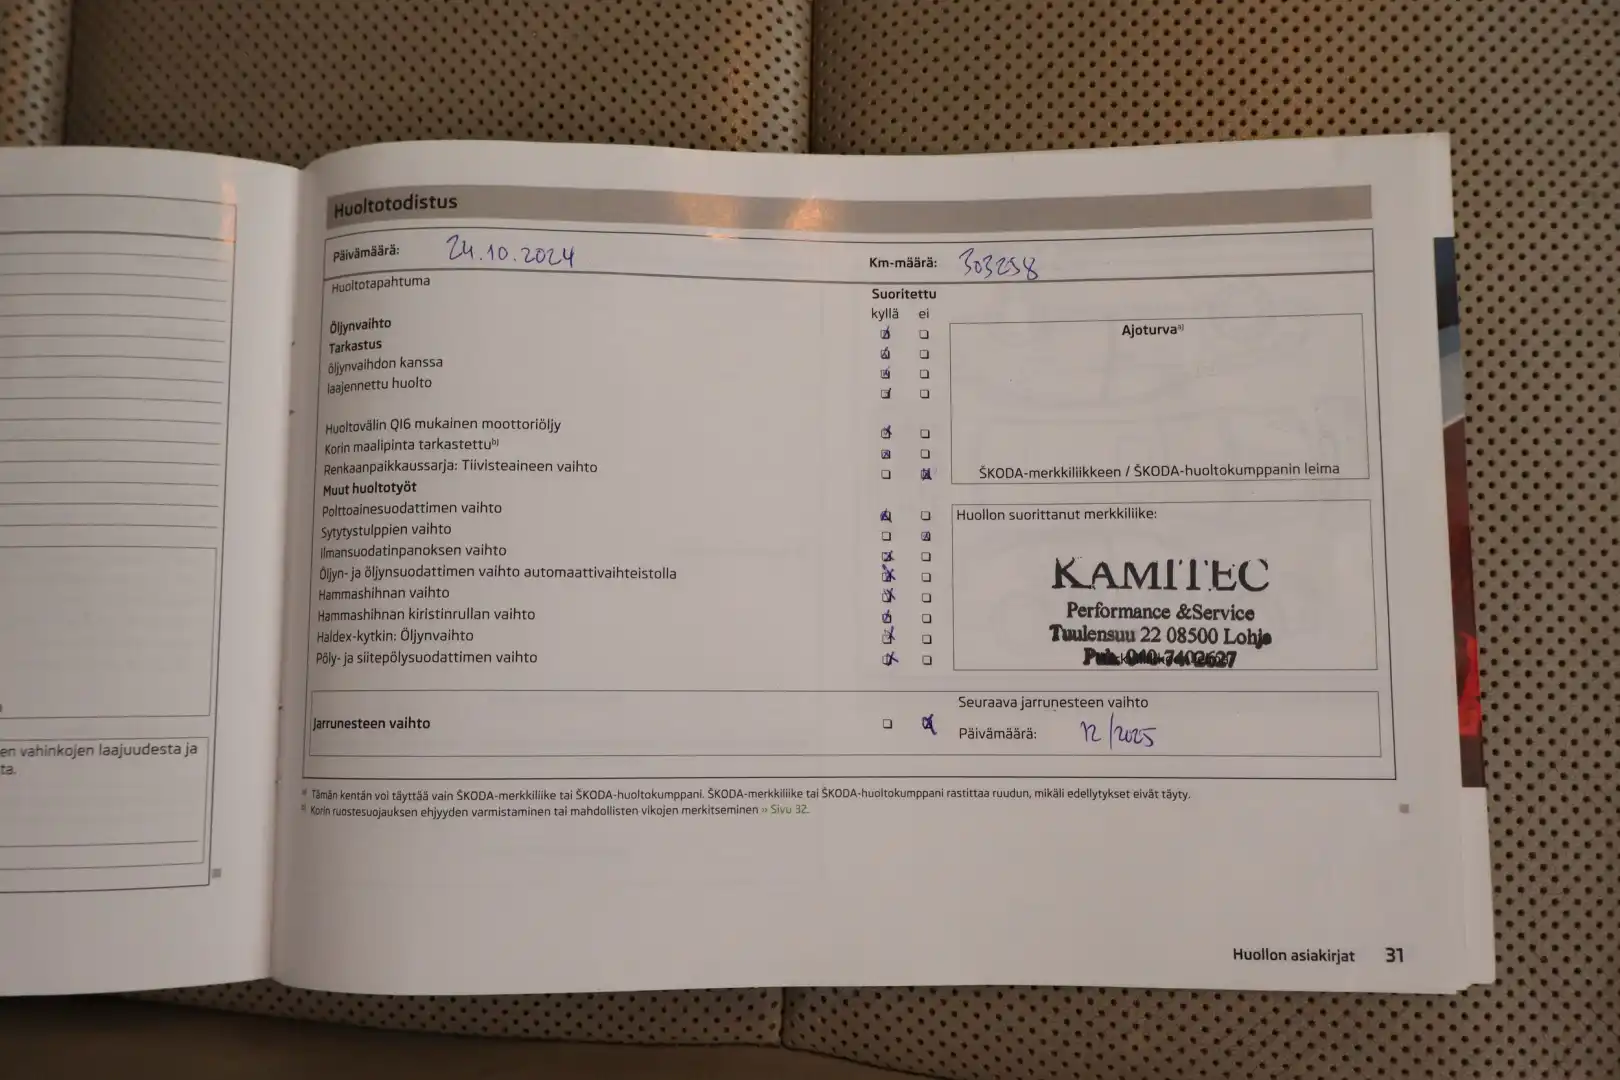 Huoltotodistus
Päivämäärä: 24.10.2024 Km-määrä: 303258
Huoltotapahtuma Suoritettu
kyllä ei
Öljynvaihto
Tarkastus
öljynvaihdon kanssa
laajennettu huolto
Ajoturva a)
Huoltovälin QI6 mukainen moottoriöljy
Korin maalipinta tarkastettu b)
Renkaanpaikkaussarja: Tiivisteaineen vaihto
ŠKODA-merkkiliikkeen / ŠKODA-huoltokumppanin leima
Muut huoltotyöt
Polttoainesuodattimen vaihto
Sytytystulppien vaihto
Ilmansuodatinpanoksen vaihto
Öljyn- ja öljynsuodattimen vaihto automaattivaihteistolla
Hammashihnan vaihto
Hammashihnan kiristinrullan vaihto
Haldex-kytkin: Öljynvaihto
Pöly- ja siitepölysuodattimen vaihto
Huollon suorittanut merkkiliike:
KAMITEC
Performance &Service
Tuulensuu 22 08500 Lohja
Puh. 040-7402627
Jarrunesteen vaihto
Seuraava jarrunesteen vaihto
Päivämäärä: 12/2025
a) Tämän kentän voi täyttää vain ŠKODA-merkkiliike tai ŠKODA-huoltokumppani. ŠKODA-merkkiliike tai ŠKODA-huoltokumppani rastittaa ruudun, mikäli edellytykset eivät täyty.
b) Korin ruostesuojauksen ehjyyden varmistaminen tai mahdollisten vikojen merkitseminen » Sivu 32.
Huollon asiakirjat 31
en vahinkojen laajuudesta ja
ta.